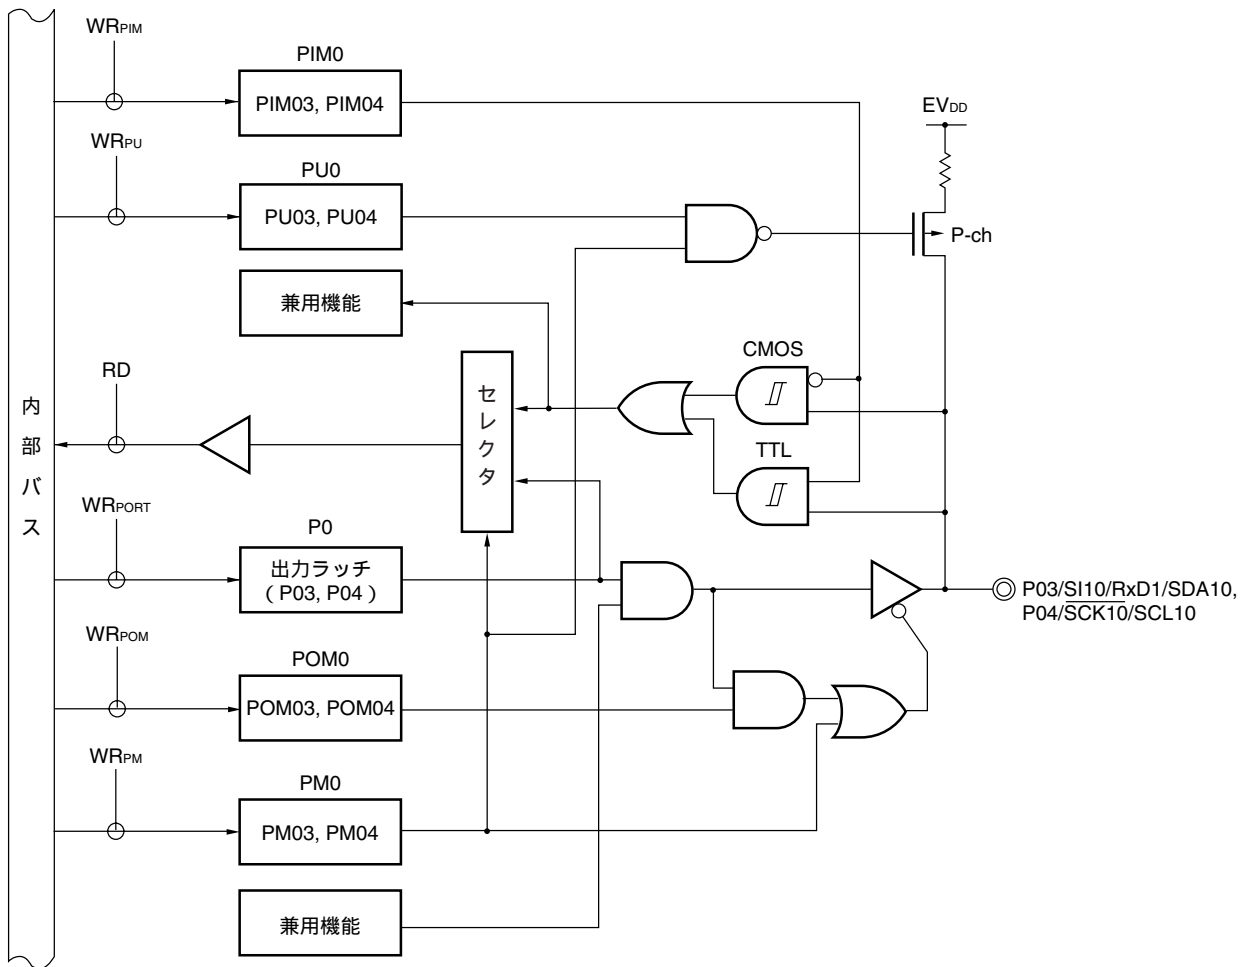 WRPIM
PIM0
PIM03, PIM04
EVDD
WRPU
PU0
PU03, PU04
P-ch
兼用機能
CMOS
RD
セレクタ
内部バス
TTL
WRPORT
P0
出力ラッチ
（P03, P04）
P03/SI10/RxD1/SDA10,
P04/SCK10/SCL10
WRPOM
POM0
POM03, POM04
WRPM
PM0
PM03, PM04
兼用機能